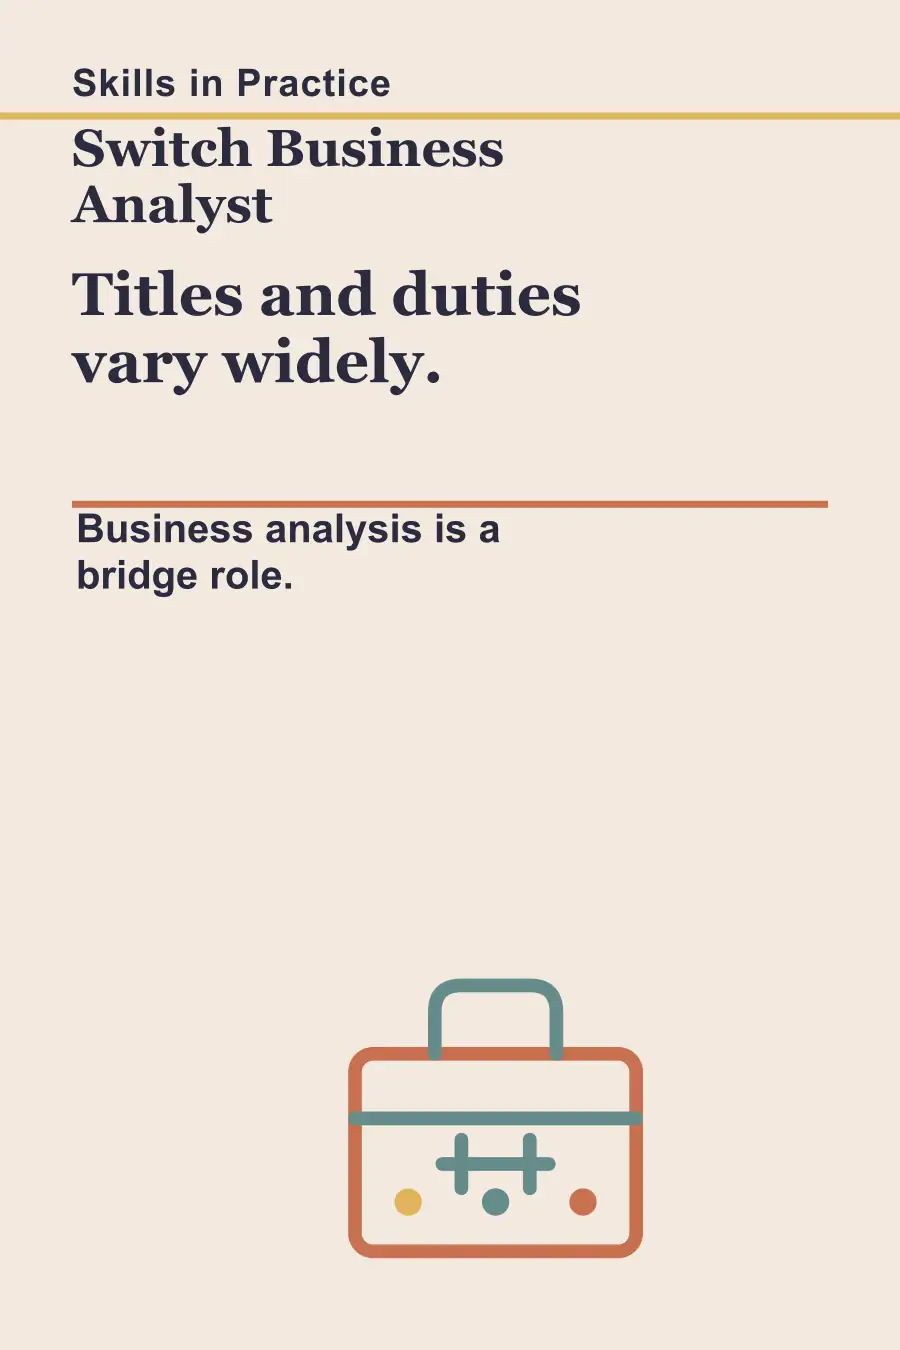 Skills in Practice
Switch Business
Analyst
Titles and duties
vary widely.
Business analysis is a
bridge role.